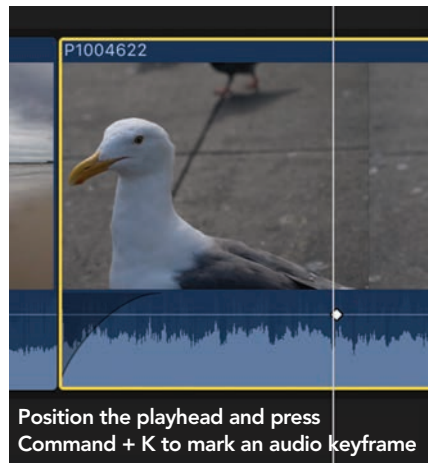 P1004622
Position the playhead and press
Command + K to mark an audio keyframe